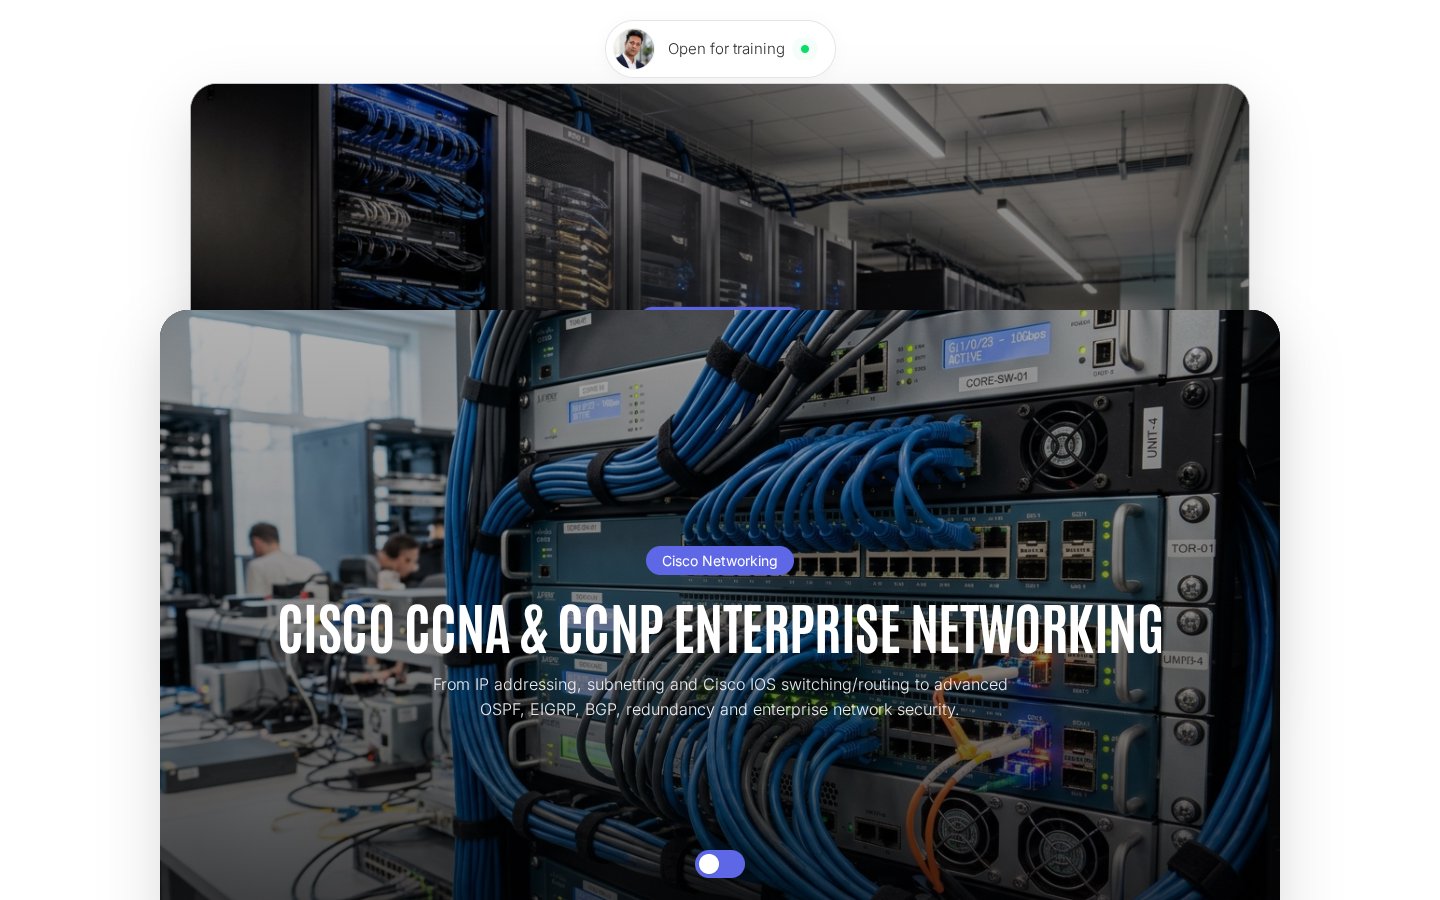 Open for training
G|1/0/23 – 10Gbps
ACTIVE
CORE-SW-01
UNIT-4
TOR-01
Cisco Networking
CISCO CCNA & CCNP ENTERPRISE NETWORKING
From IP addressing, subnetting and Cisco IOS switching/routing to advanced
OSPF, EIGRP, BGP, redundancy and enterprise network security.